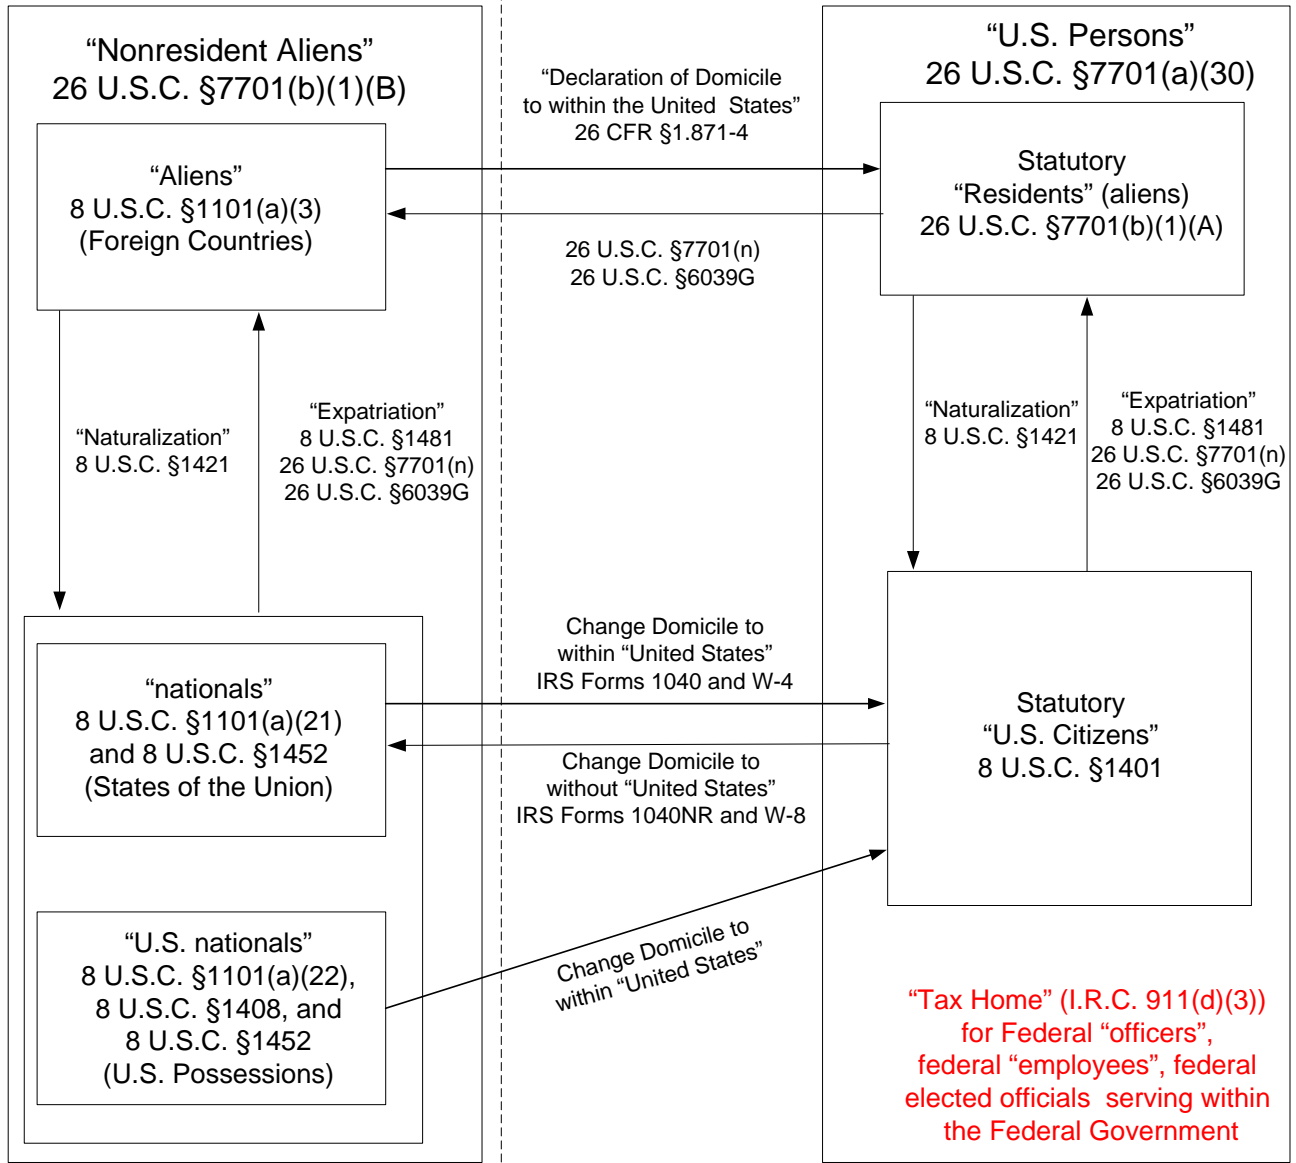 “Nonresident Aliens”
26 U.S.C. §7701(b)(1)(B)
“Aliens”
8 U.S.C. §1101(a)(3)
(Foreign Countries)
“Naturalization”
8 U.S.C. §1421
“Expatriation”
8 U.S.C. §1481
26 U.S.C. §7701(n)
26 U.S.C. §6039G
“nationals”
8 U.S.C. §1101(a)(21)
and 8 U.S.C. §1452
(States of the Union)
“U.S. nationals”
8 U.S.C. §1101(a)(22),
8 U.S.C. §1408, and
8 U.S.C. §1452
(U.S. Possessions)
“Declaration of Domicile
to within the United States”
26 CFR §1.871-4
26 U.S.C. §7701(n)
26 U.S.C. §6039G
Change Domicile to
within “United States”
IRS Forms 1040 and W-4
Change Domicile to
without “United States”
IRS Forms 1040NR and W-8
Change Domicile to
within “United States”
“U.S. Persons”
26 U.S.C. §7701(a)(30)
Statutory
“Residents” (aliens)
26 U.S.C. §7701(b)(1)(A)
“Naturalization”
8 U.S.C. §1421
“Expatriation”
8 U.S.C. §1481
26 U.S.C. §7701(n)
26 U.S.C. §6039G
Statutory
“U.S. Citizens”
8 U.S.C. §1401
“Tax Home” (I.R.C. 911(d)(3))
for Federal “officers”,
federal “employees”, federal
elected officials serving within
the Federal Government